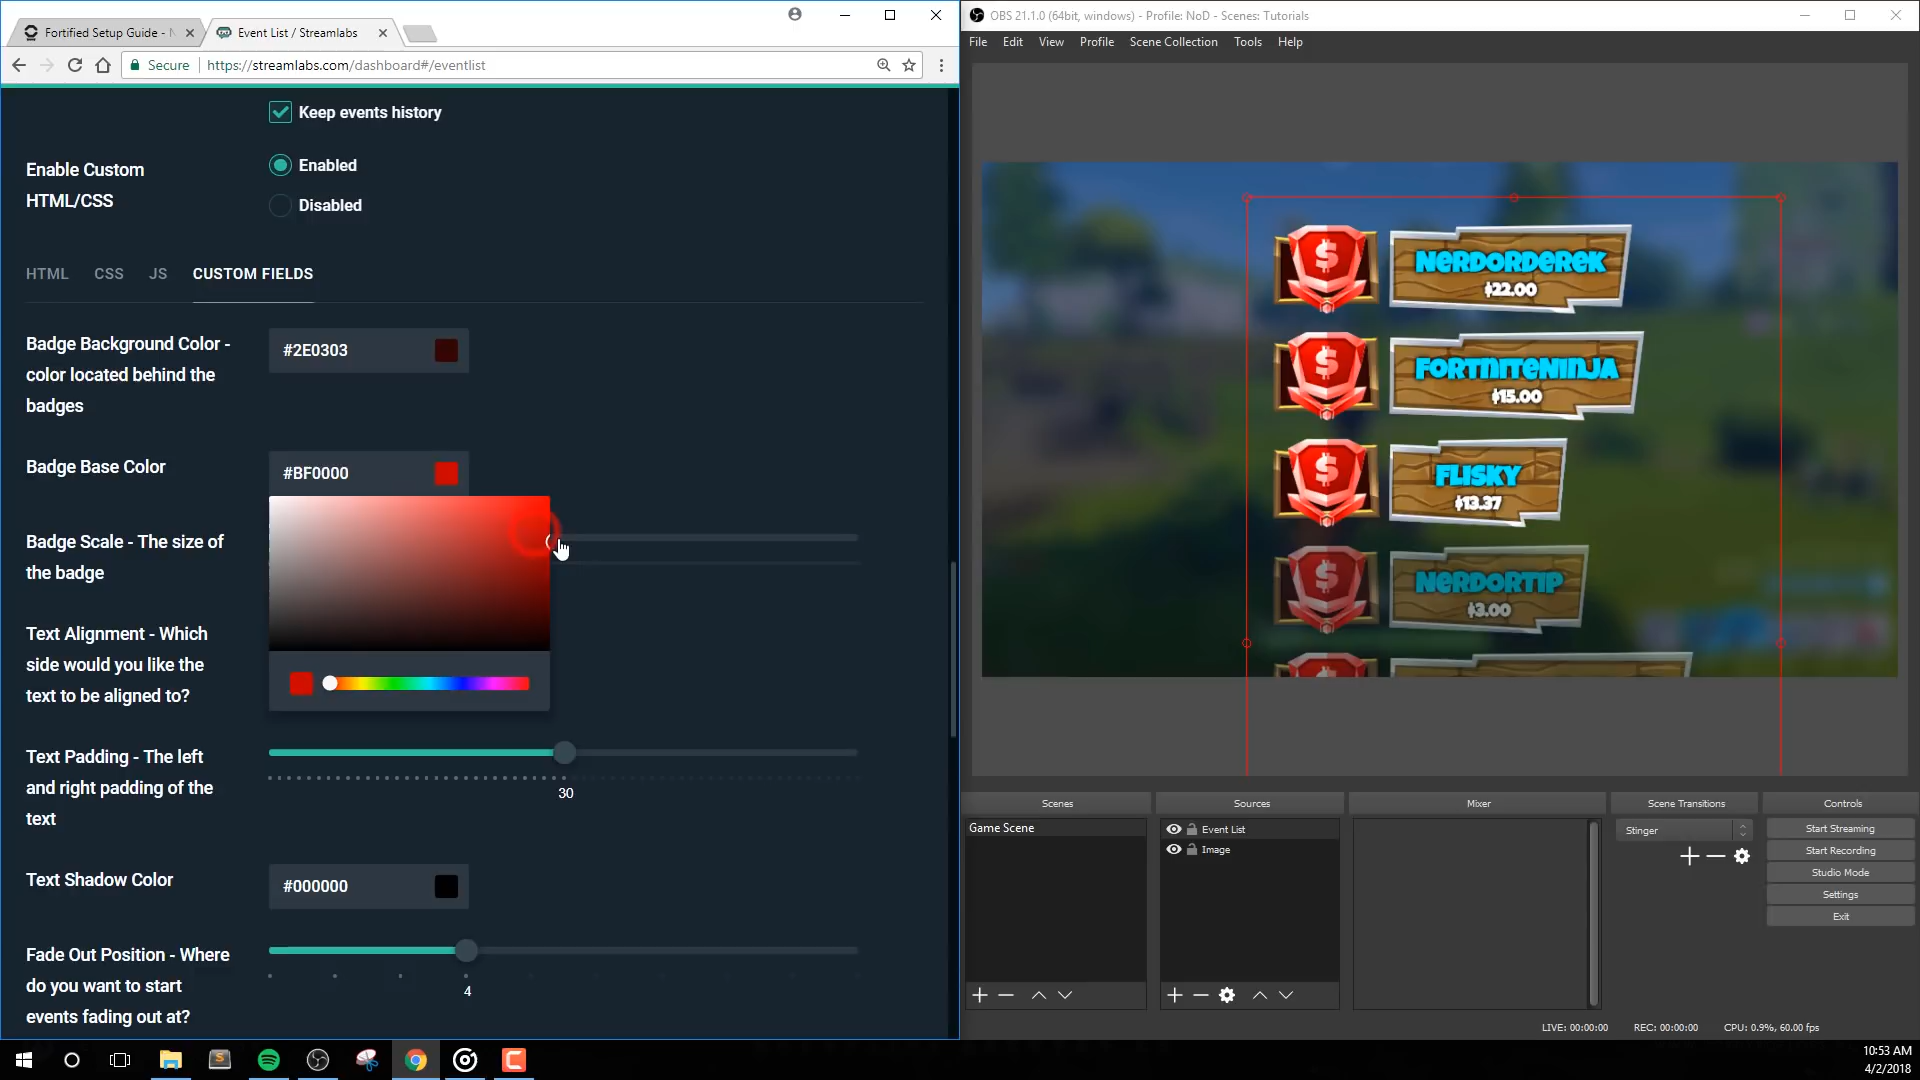 Fortified Setup Guide - N
Event List / Streamlabs
Secure
https://streamlabs.com/dashboard#/eventlist
Keep events history
Enable Custom
HTML/CSS
Enabled
Disabled
HTML
CSS
JS
CUSTOM FIELDS
Badge Background Color -
color located behind the
badges
#2E0303
Badge Base Color
#BF0000
Badge Scale - The size of
the badge
Text Alignment - Which
side would you like the
text to be aligned to?
Text Padding - The left
and right padding of the
text
30
Text Shadow Color
#000000
Fade Out Position - Where
do you want to start
events fading out at?
4
OBS 21.1.0 (64bit, windows) - Profile: NoD - Scenes: Tutorials
File
Edit
View
Profile
Scene Collection
Tools
Help
NerdOrDerek
$22.00
FortniteNinja
$15.00
Flisky
$13.37
NerdOrTip
$3.00
Scenes
Sources
Mixer
Scene Transitions
Controls
Game Scene
Event List
Image
Stinger
Start Streaming
Start Recording
Studio Mode
Settings
Exit
LIVE: 00:00:00
REC: 00:00:00
CPU: 0.9%, 60.00 fps
10:53 AM
4/2/2018